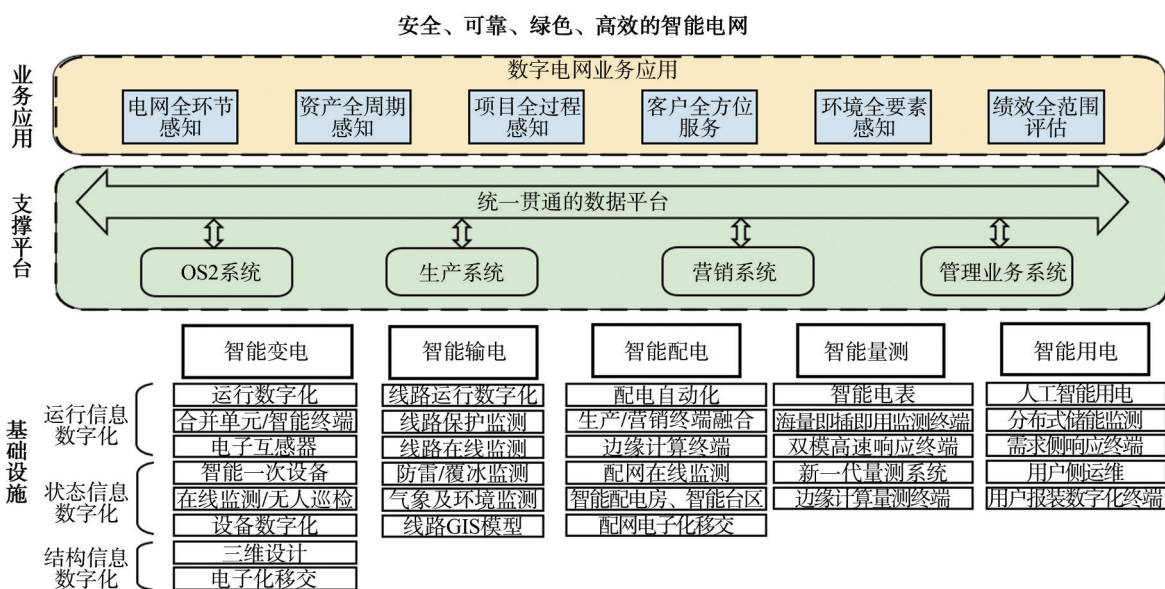 安全、可靠、绿色、高效的智能电网
业务应用
数字电网业务应用
电网全环节
感知
资产全周期
感知
项目全过程
感知
客户全方位
服务
环境全要素
感知
绩效全范围
评估
支撑平台
统一贯通的数据平台
OS2系统
生产系统
营销系统
管理业务系统
基础设施
运行信息
数字化
状态信息
数字化
结构信息
数字化
智能变电
运行数字化
合并单元/智能终端
电子互感器
智能一次设备
在线监测/无人巡检
设备数字化
三维设计
电子化移交
智能输电
线路运行数字化
线路保护监测
线路在线监测
防雷/覆冰监测
气象及环境监测
线路GIS模型
智能配电
配电自动化
生产/营销终端融合
边缘计算终端
配网在线监测
智能配电房、智能台区
配网电子化移交
智能量测
智能电表
海量即插即用监测终端
双模高速响应终端
新一代量测系统
边缘计算量测终端
智能用电
人工智能用电
分布式储能监测
需求侧响应终端
用户侧运维
用户报装数字化终端